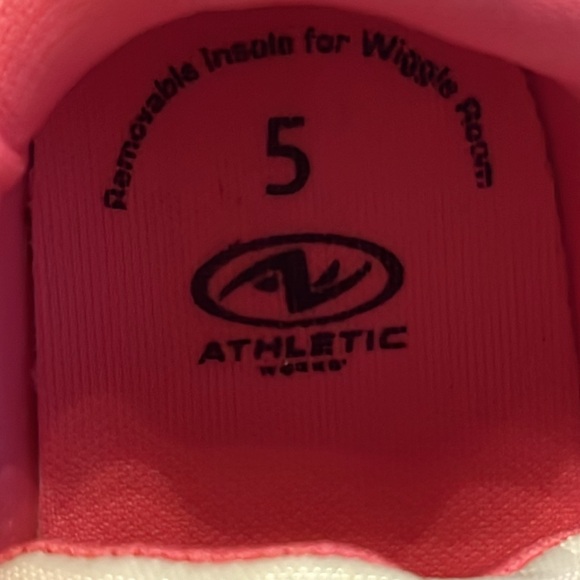 Removable insole for Wiggle Room
5
ATHLETIC
WORKS